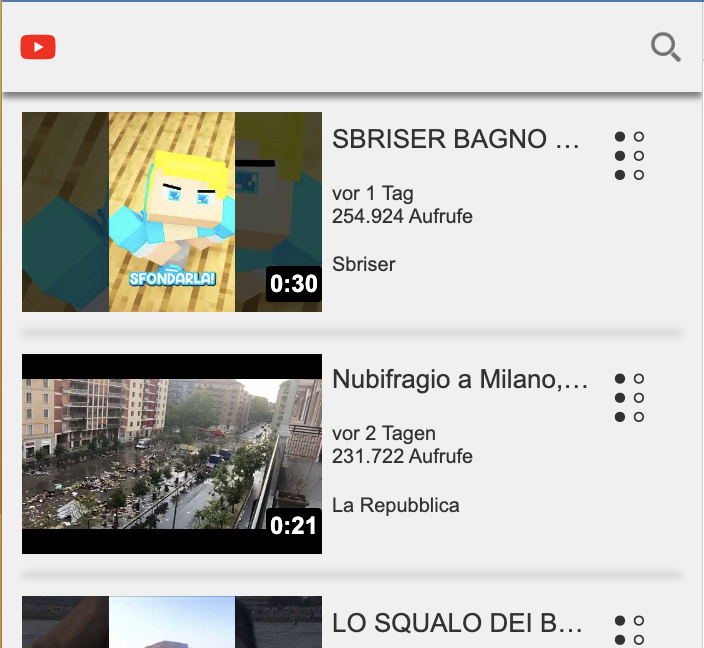 SBRISER BAGNO ...
vor 1 Tag
254.924 Aufrufe
Sbriser
SFONDARLA!
0:30
Nubifragio a Milano,...
vor 2 Tagen
231.722 Aufrufe
La Repubblica
0:21
LO SQUALO DEI B...